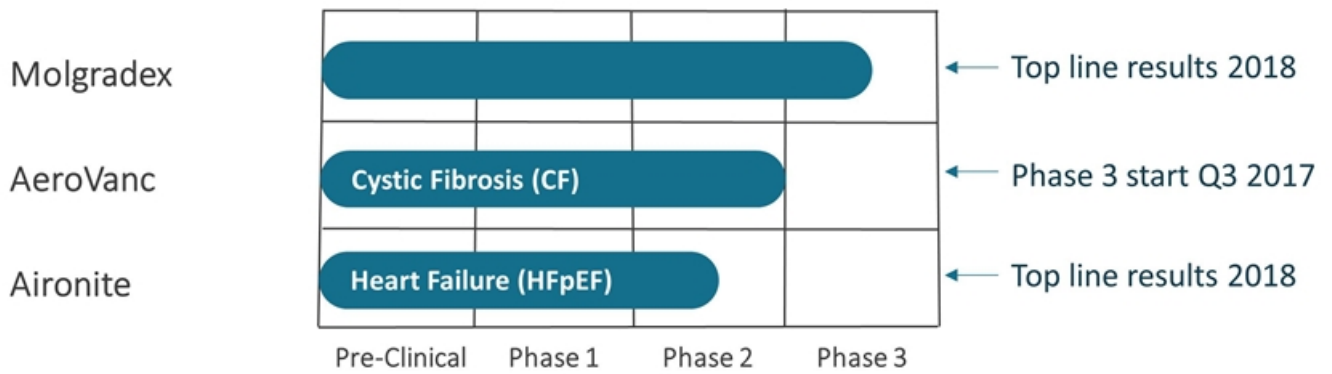 Molgradex
Top line results 2018
AeroVanc
Cystic Fibrosis (CF)
Phase 3 start Q3 2017
Aironite
Heart Failure (HFpEF)
Top line results 2018
Pre-Clinical
Phase 1
Phase 2
Phase 3